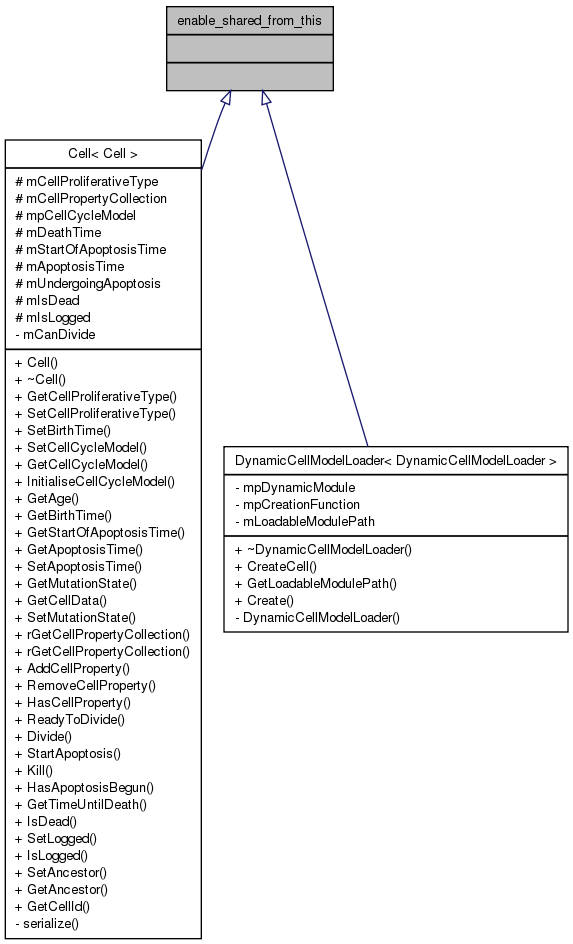 enable_shared_from_this
Cell< Cell >
# mCellProliferativeType
# mCellPropertyCollection
# mpCellCycleModel
# mDeathTime
# mStartOfApoptosisTime
# mApoptosisTime
# mUndergoingApoptosis
# mIsDead
# mIsLogged
- mCanDivide
+ Cell()
+ ~Cell()
+ GetCellProliferativeType()
+ SetCellProliferativeType()
+ SetBirthTime()
+ SetCellCycleModel()
+ GetCellCycleModel()
+ InitialiseCellCycleModel()
+ GetAge()
+ GetBirthTime()
+ GetStartOfApoptosisTime()
+ GetApoptosisTime()
+ SetApoptosisTime()
+ GetMutationState()
+ GetCellData()
+ SetMutationState()
+ rGetCellPropertyCollection()
+ rGetCellPropertyCollection()
+ AddCellProperty()
+ RemoveCellProperty()
+ HasCellProperty()
+ ReadyToDivide()
+ Divide()
+ StartApoptosis()
+ Kill()
+ HasApoptosisBegun()
+ GetTimeUntilDeath()
+ IsDead()
+ SetLogged()
+ IsLogged()
+ SetAncestor()
+ GetAncestor()
+ GetCellId()
- serialize()
DynamicCellModelLoader< DynamicCellModelLoader >
- mpDynamicModule
- mpCreationFunction
- mLoadableModulePath
+ ~DynamicCellModelLoader()
+ CreateCell()
+ GetLoadableModulePath()
+ Create()
- DynamicCellModelLoader()